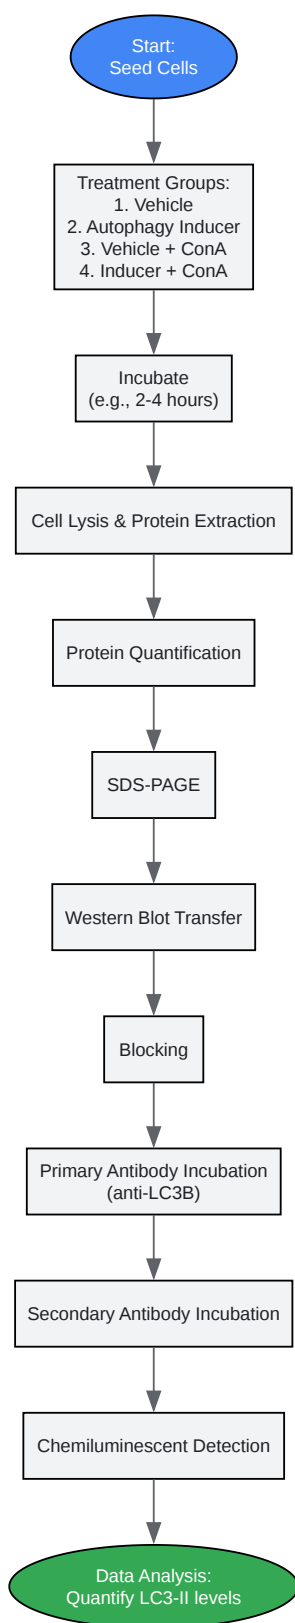 Start:
Seed Cells
Treatment Groups:
1. Vehicle
2. Autophagy Inducer
3. Vehicle + ConA
4. Inducer + ConA
Incubate
(e.g., 2-4 hours)
Cell Lysis & Protein Extraction
Protein Quantification
SDS-PAGE
Western Blot Transfer
Blocking
Primary Antibody Incubation
(anti-LC3B)
Secondary Antibody Incubation
Chemiluminescent Detection
Data Analysis:
Quantify LC3-II levels